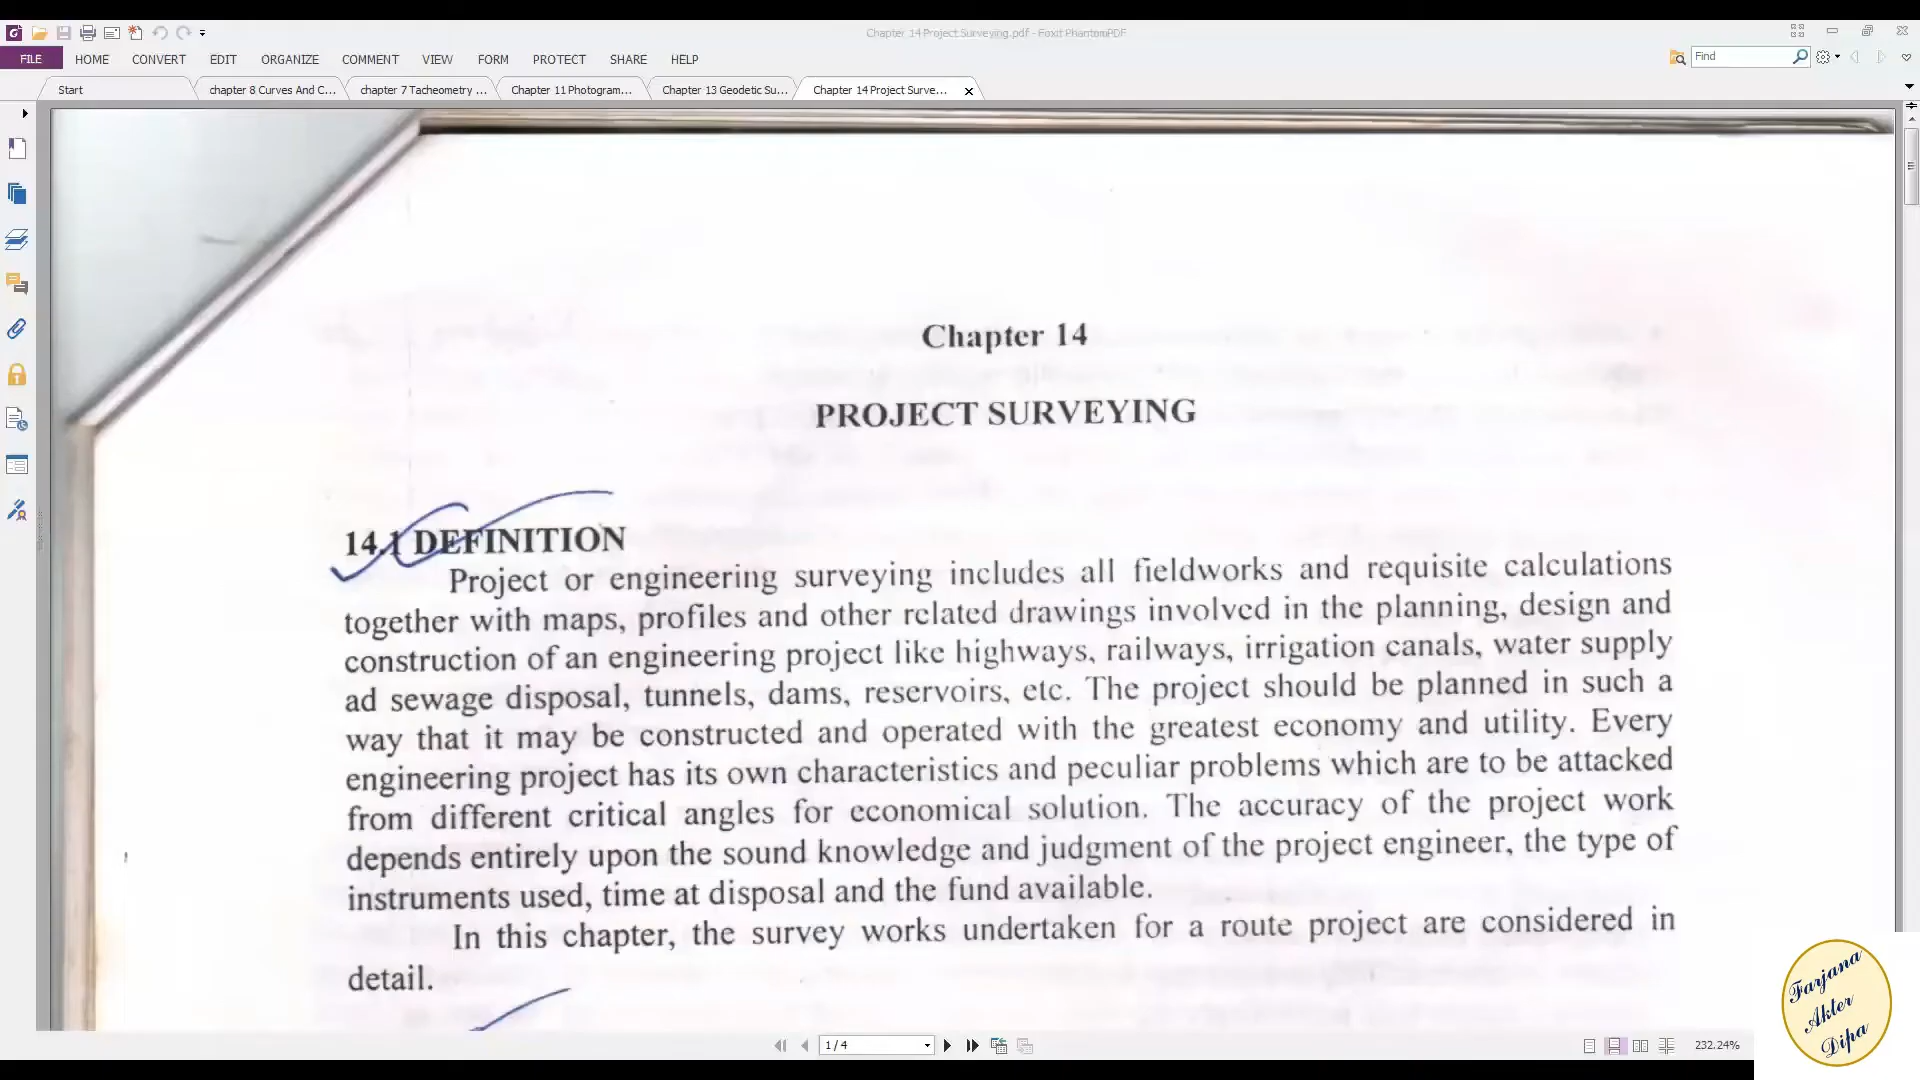 Chapter 14 Project Surveying.pdf - Foxit PhantomPDF
FILE HOME CONVERT EDIT ORGANIZE COMMENT VIEW FORM PROTECT SHARE HELP
Find
Start chapter 8 Curves And C... chapter 7 Tacheometry ... Chapter 11 Photogram... Chapter 13 Geodetic Su... Chapter 14 Project Surve...
Chapter 14
PROJECT SURVEYING
14.1 DEFINITION
Project or engineering surveying includes all fieldworks and requisite calculations
together with maps, profiles and other related drawings involved in the planning, design and
construction of an engineering project like highways, railways, irrigation canals, water supply
ad sewage disposal, tunnels, dams, reservoirs, etc. The project should be planned in such a
way that it may be constructed and operated with the greatest economy and utility. Every
engineering project has its own characteristics and peculiar problems which are to be attacked
from different critical angles for economical solution. The accuracy of the project work
depends entirely upon the sound knowledge and judgment of the project engineer, the type of
instruments used, time at disposal and the fund available.
In this chapter, the survey works undertaken for a route project are considered in
detail.
1 / 4
232.24%
Farjana
Akter
Dipa